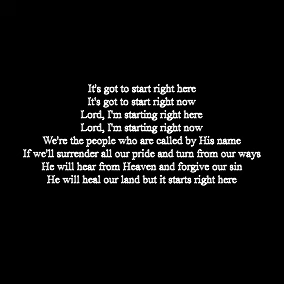 It's got to start right here
It's got to start right now
Lord, I'm starting right here
Lord, I'm starting right now
We're the people who are called by His name
If we'll surrender all our pride and turn from our ways
He will hear from Heaven and forgive our sin
He will heal our land but it starts right here